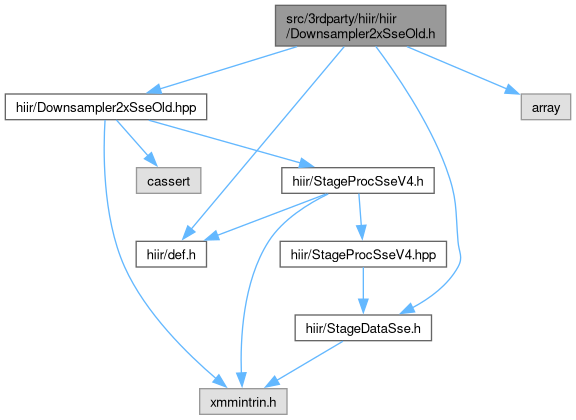 src/3rdparty/hiir/hiir
/Downsampler2xSseOld.h
hiir/Downsampler2xSseOld.hpp
array
cassert
hiir/StageProcSseV4.h
hiir/def.h
hiir/StageProcSseV4.hpp
hiir/StageDataSse.h
xmmintrin.h